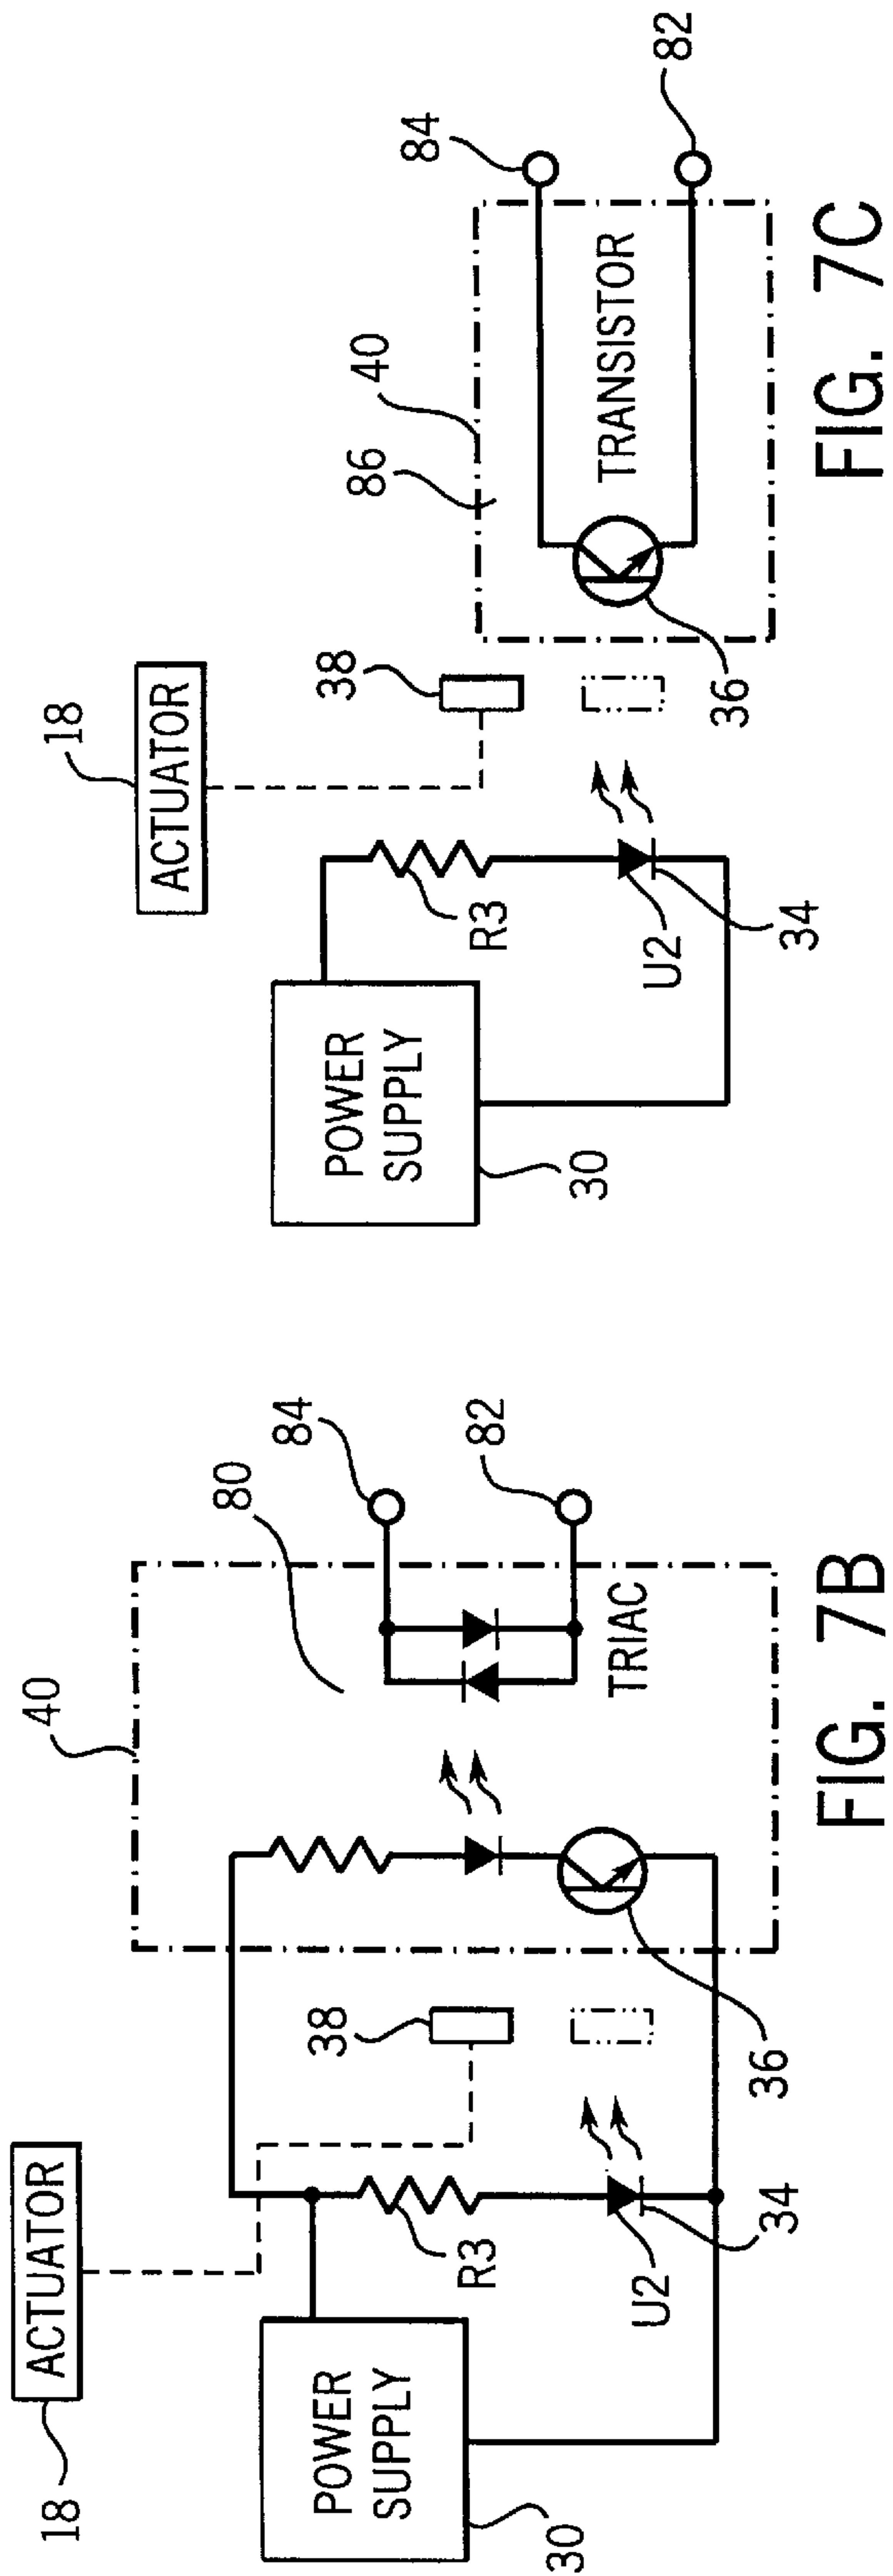 18
ACTUATOR
40
80
84
38
R3
POWER
SUPPLY
30
U2
34
36
TRIAC
82
FIG. 7B
18
ACTUATOR
38
86
40
84
R3
POWER
SUPPLY
30
U2
34
36
TRANSISTOR
82
FIG. 7C